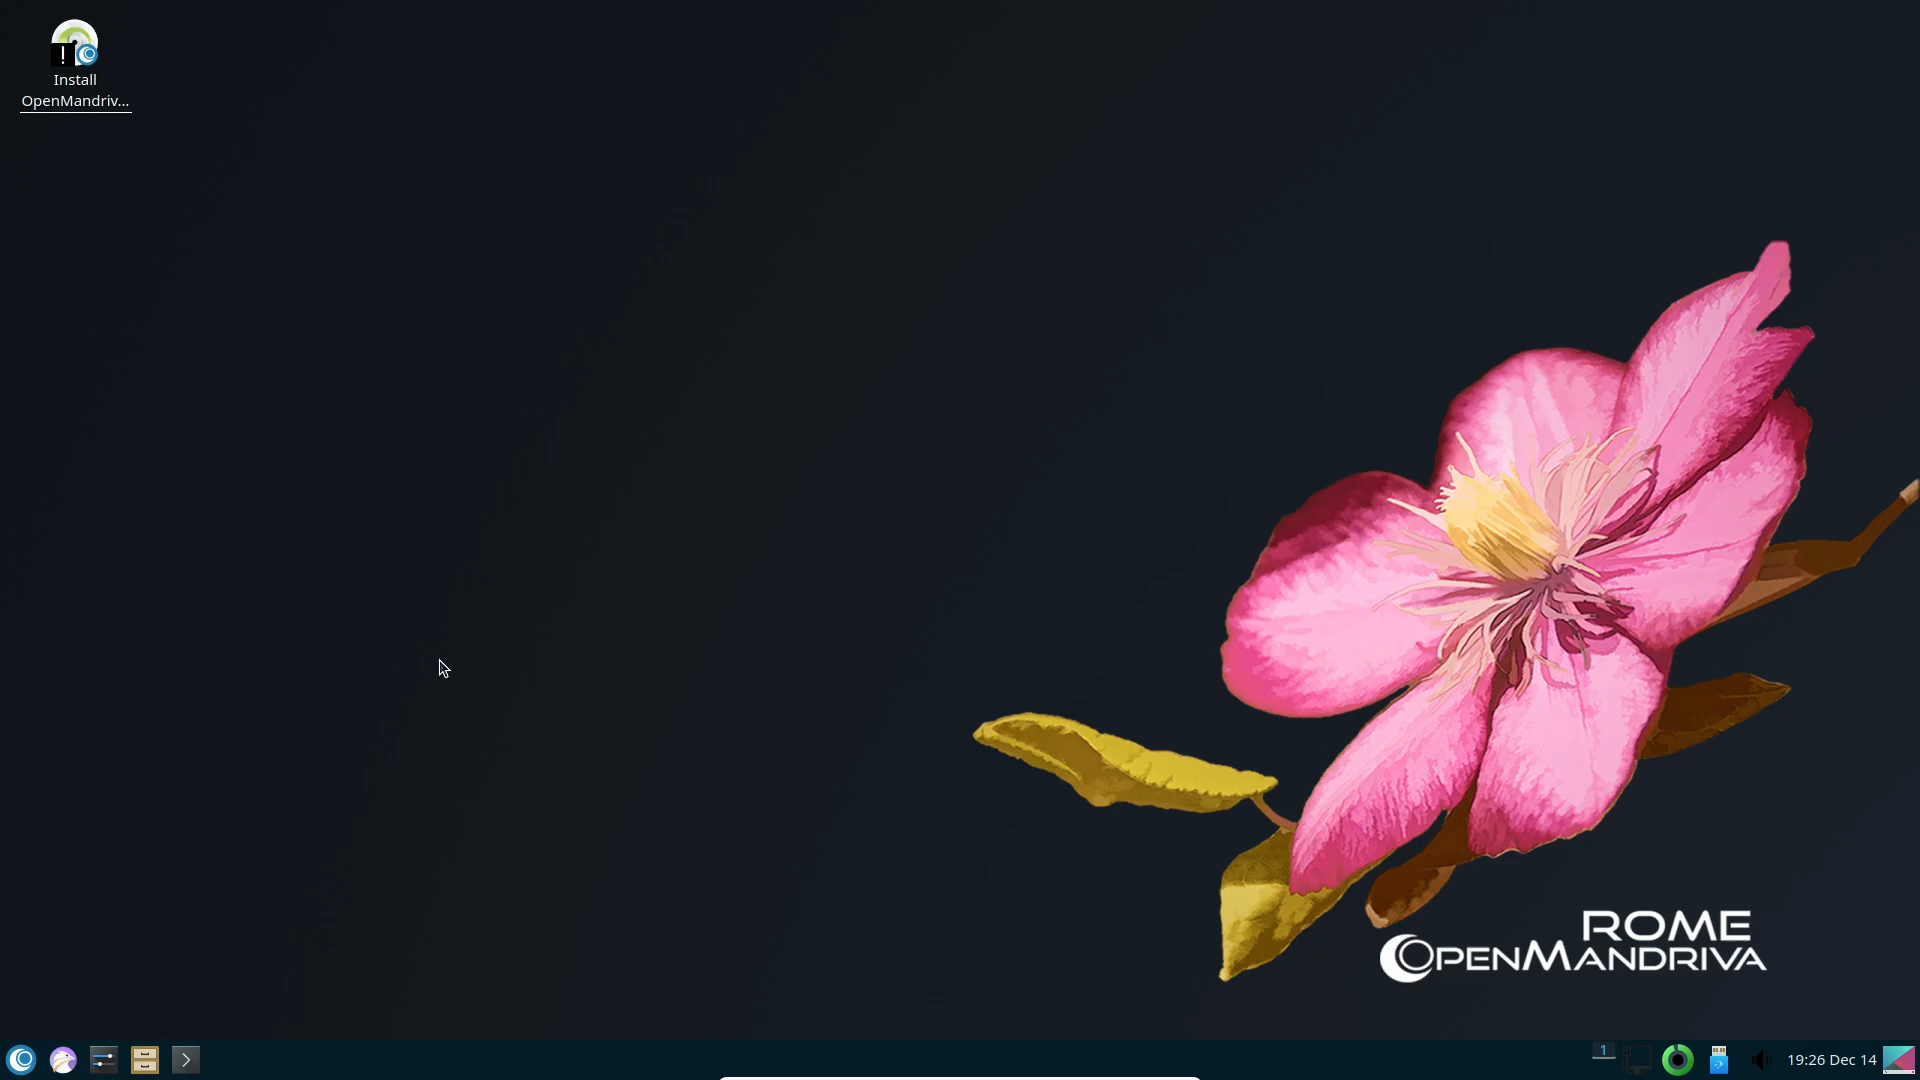 Install
OpenMandriv...
ROME
OPENMANDRIVA
1
19:26 Dec 14